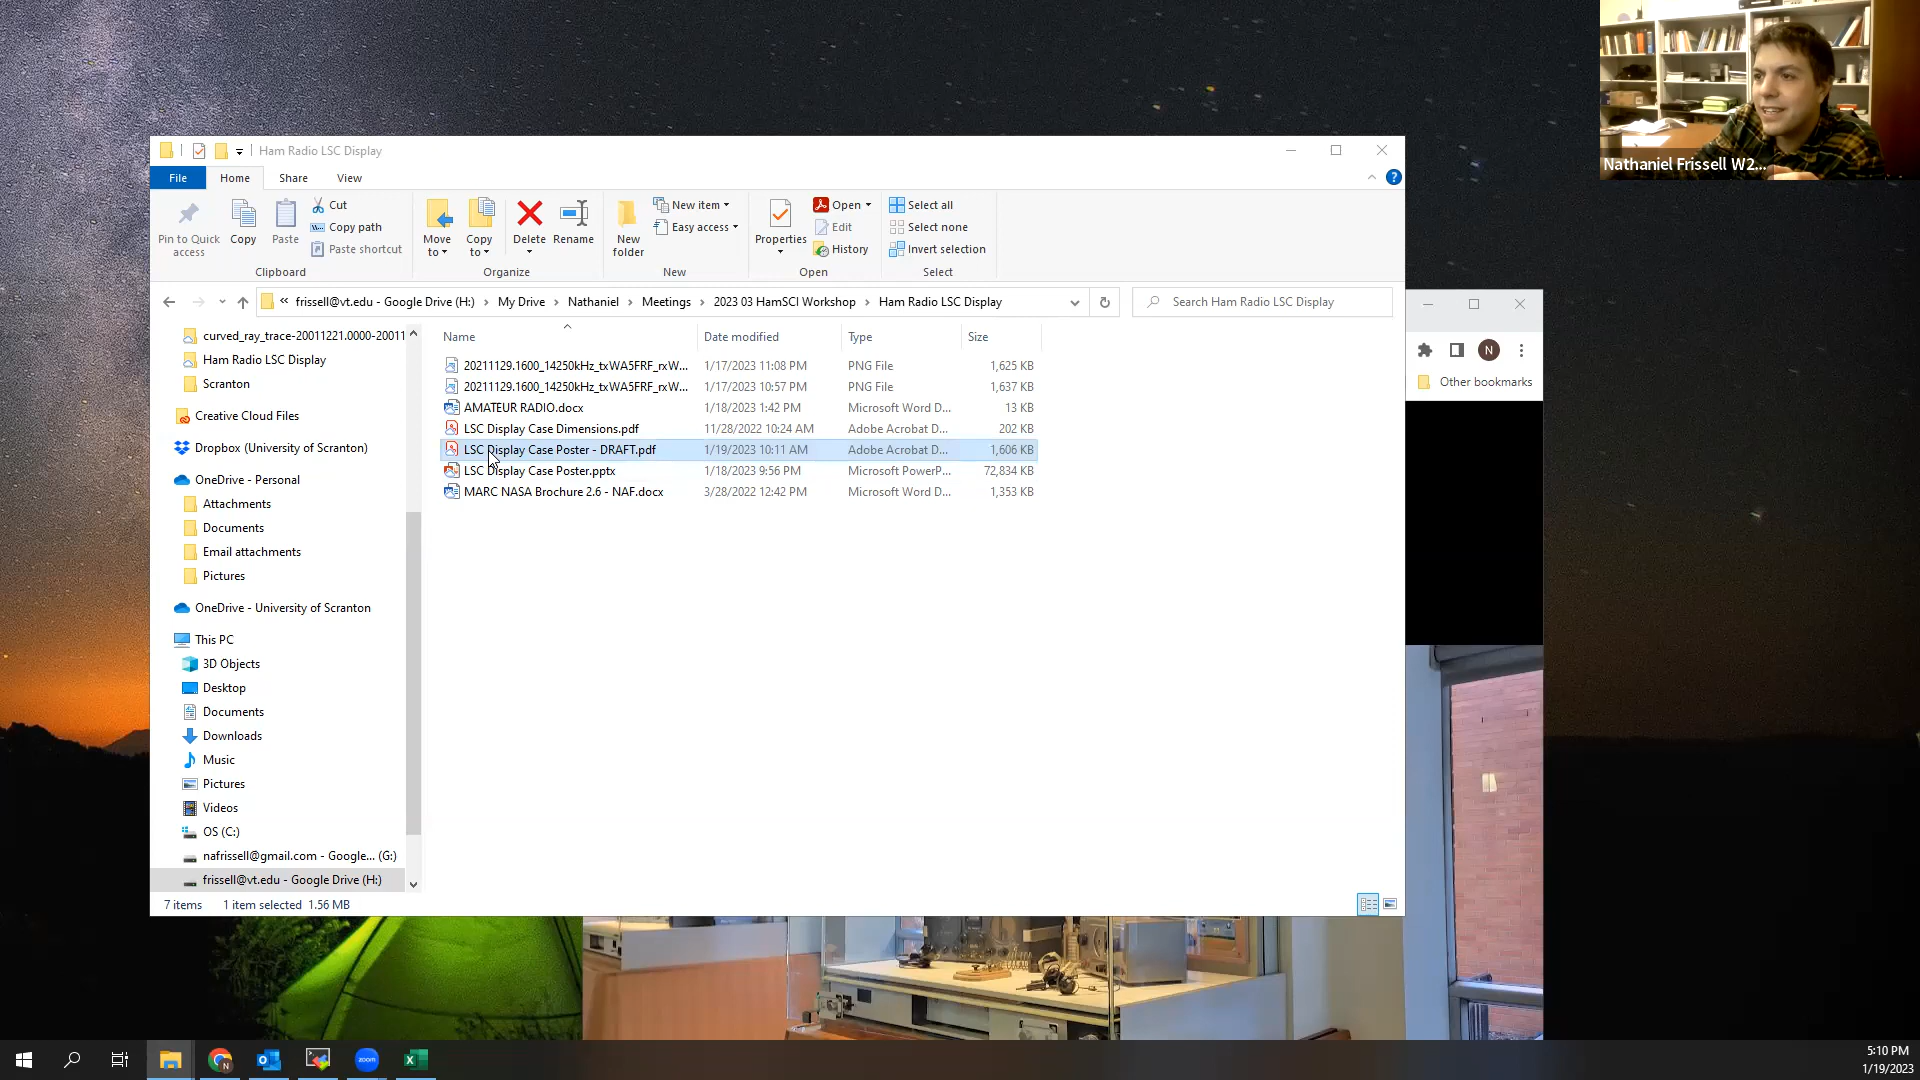 Nathaniel Frissell W2...
Ham Radio LSC Display
File Home Share View
Pin to Quick access
Copy
Paste
Cut
Copy path
Paste shortcut
Clipboard
Move to
Copy to
Delete
Rename
Organize
New folder
New item
Easy access
New
Properties
Open
Edit
History
Open
Select all
Select none
Invert selection
Select
« frissell@vt.edu - Google Drive (H:) > My Drive > Nathaniel > Meetings > 2023 03 HamSCI Workshop > Ham Radio LSC Display
Search Ham Radio LSC Display
curved_ray_trace-20011221.0000-20011
Ham Radio LSC Display
Scranton
Creative Cloud Files
Dropbox (University of Scranton)
OneDrive - Personal
Attachments
Documents
Email attachments
Pictures
OneDrive - University of Scranton
This PC
3D Objects
Desktop
Documents
Downloads
Music
Pictures
Videos
OS (C:)
nafrissell@gmail.com - Google... (G:)
frissell@vt.edu - Google Drive (H:)
Name Date modified Type Size
20211129.1600_14250kHz_txWA5FRF_rxW... 1/17/2023 11:08 PM PNG File 1,625 KB
20211129.1600_14250kHz_txWA5FRF_rxW... 1/17/2023 10:57 PM PNG File 1,637 KB
AMATEUR RADIO.docx 1/18/2023 1:42 PM Microsoft Word D... 13 KB
LSC Display Case Dimensions.pdf 11/28/2022 10:24 AM Adobe Acrobat D... 202 KB
LSC Display Case Poster - DRAFT.pdf 1/19/2023 10:11 AM Adobe Acrobat D... 1,606 KB
LSC Display Case Poster.pptx 1/18/2023 9:56 PM Microsoft PowerP... 72,834 KB
MARC NASA Brochure 2.6 - NAF.docx 3/28/2022 12:42 PM Microsoft Word D... 1,353 KB
7 items 1 item selected 1.56 MB
N
Other bookmarks
zoom
5:10 PM
1/19/2023